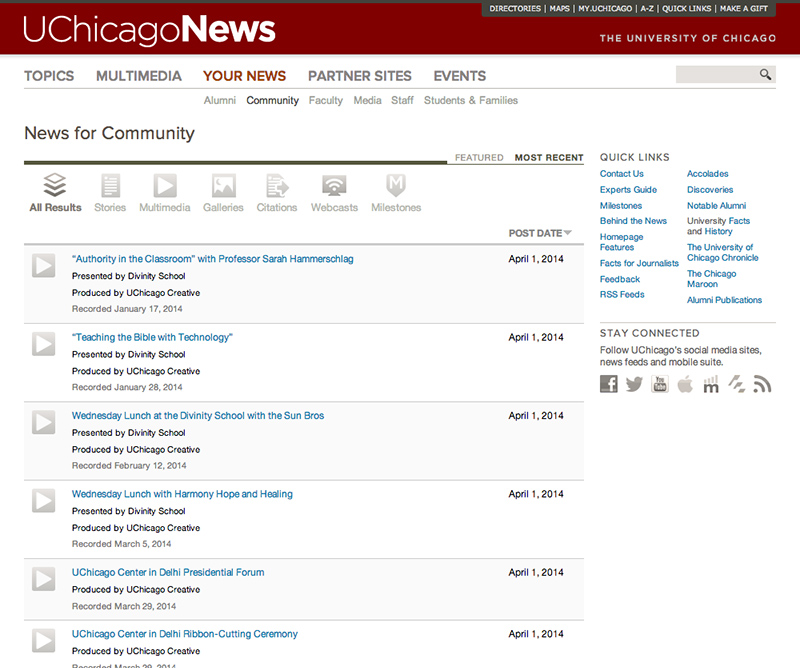 DIRECTORIES | MAPS | MY.UCHICAGO | A-Z | QUICK LINKS | MAKE A GIFT
UChicagoNews
THE UNIVERSITY OF CHICAGO
TOPICS MULTIMEDIA YOUR NEWS PARTNER SITES EVENTS
Alumni Community Faculty Media Staff Students & Families
News for Community
FEATURED MOST RECENT
All Results Stories Multimedia Galleries Citations Webcasts Milestones
POST DATE
"Authority in the Classroom" with Professor Sarah Hammerschlag April 1, 2014
Presented by Divinity School
Produced by UChicago Creative
Recorded January 17, 2014
"Teaching the Bible with Technology" April 1, 2014
Presented by Divinity School
Produced by UChicago Creative
Recorded January 28, 2014
Wednesday Lunch at the Divinity School with the Sun Bros April 1, 2014
Presented by Divinity School
Produced by UChicago Creative
Recorded February 12, 2014
Wednesday Lunch with Harmony Hope and Healing April 1, 2014
Presented by Divinity School
Produced by UChicago Creative
Recorded March 5, 2014
UChicago Center in Delhi Presidential Forum April 1, 2014
Produced by UChicago Creative
Recorded March 29, 2014
UChicago Center in Delhi Ribbon-Cutting Ceremony April 1, 2014
Produced by UChicago Creative
Recorded March 29, 2014
QUICK LINKS
Contact Us
Experts Guide
Milestones
Behind the News
Homepage
Features
Facts for Journalists
Feedback
RSS Feeds
Accolades
Discoveries
Notable Alumni
University Facts
and History
The University of
Chicago Chronicle
The Chicago
Maroon
Alumni Publications
STAY CONNECTED
Follow UChicago's social media sites,
news feeds and mobile suite.
f You Tube m